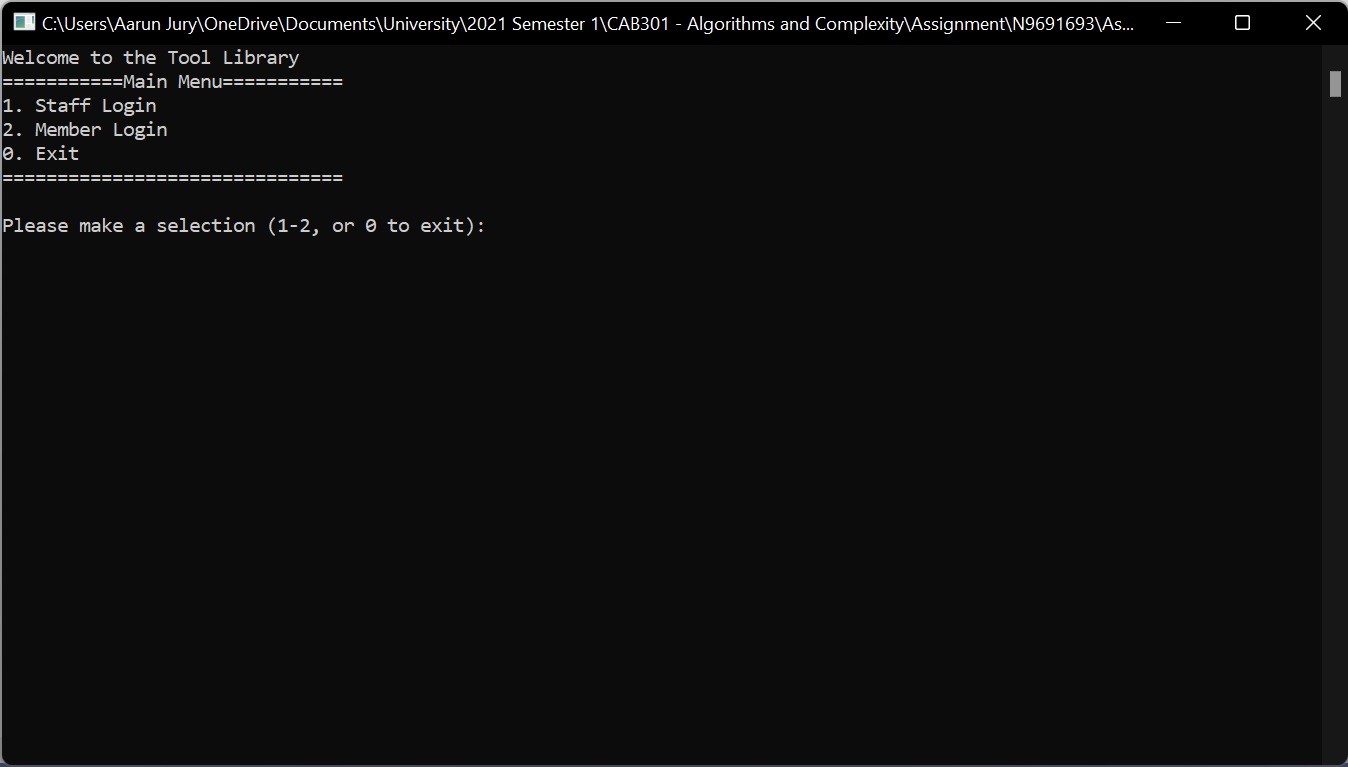 C:\Users\Aarun Jury\OneDrive\Documents\University\2021 Semester 1\CAB301 - Algorithms and Complexity\Assignment\N9691693\As...
Welcome to the Tool Library
===========Main Menu===========
1. Staff Login
2. Member Login
0. Exit
===============================
Please make a selection (1-2, or 0 to exit):